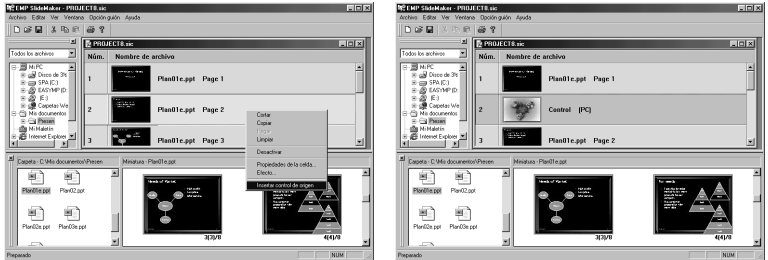 EMP SlideMaker - PROJECT8.sic
Archivo Editar Ver Ventana Opción guión Ayuda
Todos los archivos
Mi PC
Disco de 3½
SPA (C:)
EASYMP (D:
(E:)
Carpetas We
Mis documentos
Presen
Mi Maletín
Internet Explorer
PROJECT8.sic
Núm. Nombre de archivo
1 Plan01e.ppt Page 1
2 Plan01e.ppt Page 2
3 Plan01e.ppt Page 3
Cortar
Copiar
Limpiar
Desactivar
Propiedades de la celda...
Efecto...
Insertar control de origen
Carpeta - C:\Mis documentos\Presen
Plan01e.ppt Plan02.ppt
Plan02e.ppt Plan03e.ppt
Miniatura - Plan01e.ppt
3(3)/8 4(4)/8
Preparado NUM
EMP SlideMaker - PROJECT8.sic
Archivo Editar Ver Ventana Opción guión Ayuda
Todos los archivos
Mi PC
Disco de 3½
SPA (C:)
EASYMP (D:
(E:)
Carpetas We
Mis documentos
Presen
Mi Maletín
Internet Explorer
PROJECT8.sic
Núm. Nombre de archivo
1 Plan01e.ppt Page 1
2 Control (PC)
3 Plan01e.ppt Page 2
Carpeta - C:\Mis documentos\Presen
Plan01e.ppt Plan02.ppt
Plan02e.ppt Plan03e.ppt
Miniatura - Plan01e.ppt
3(3)/8 4(4)/8
Preparado NUM